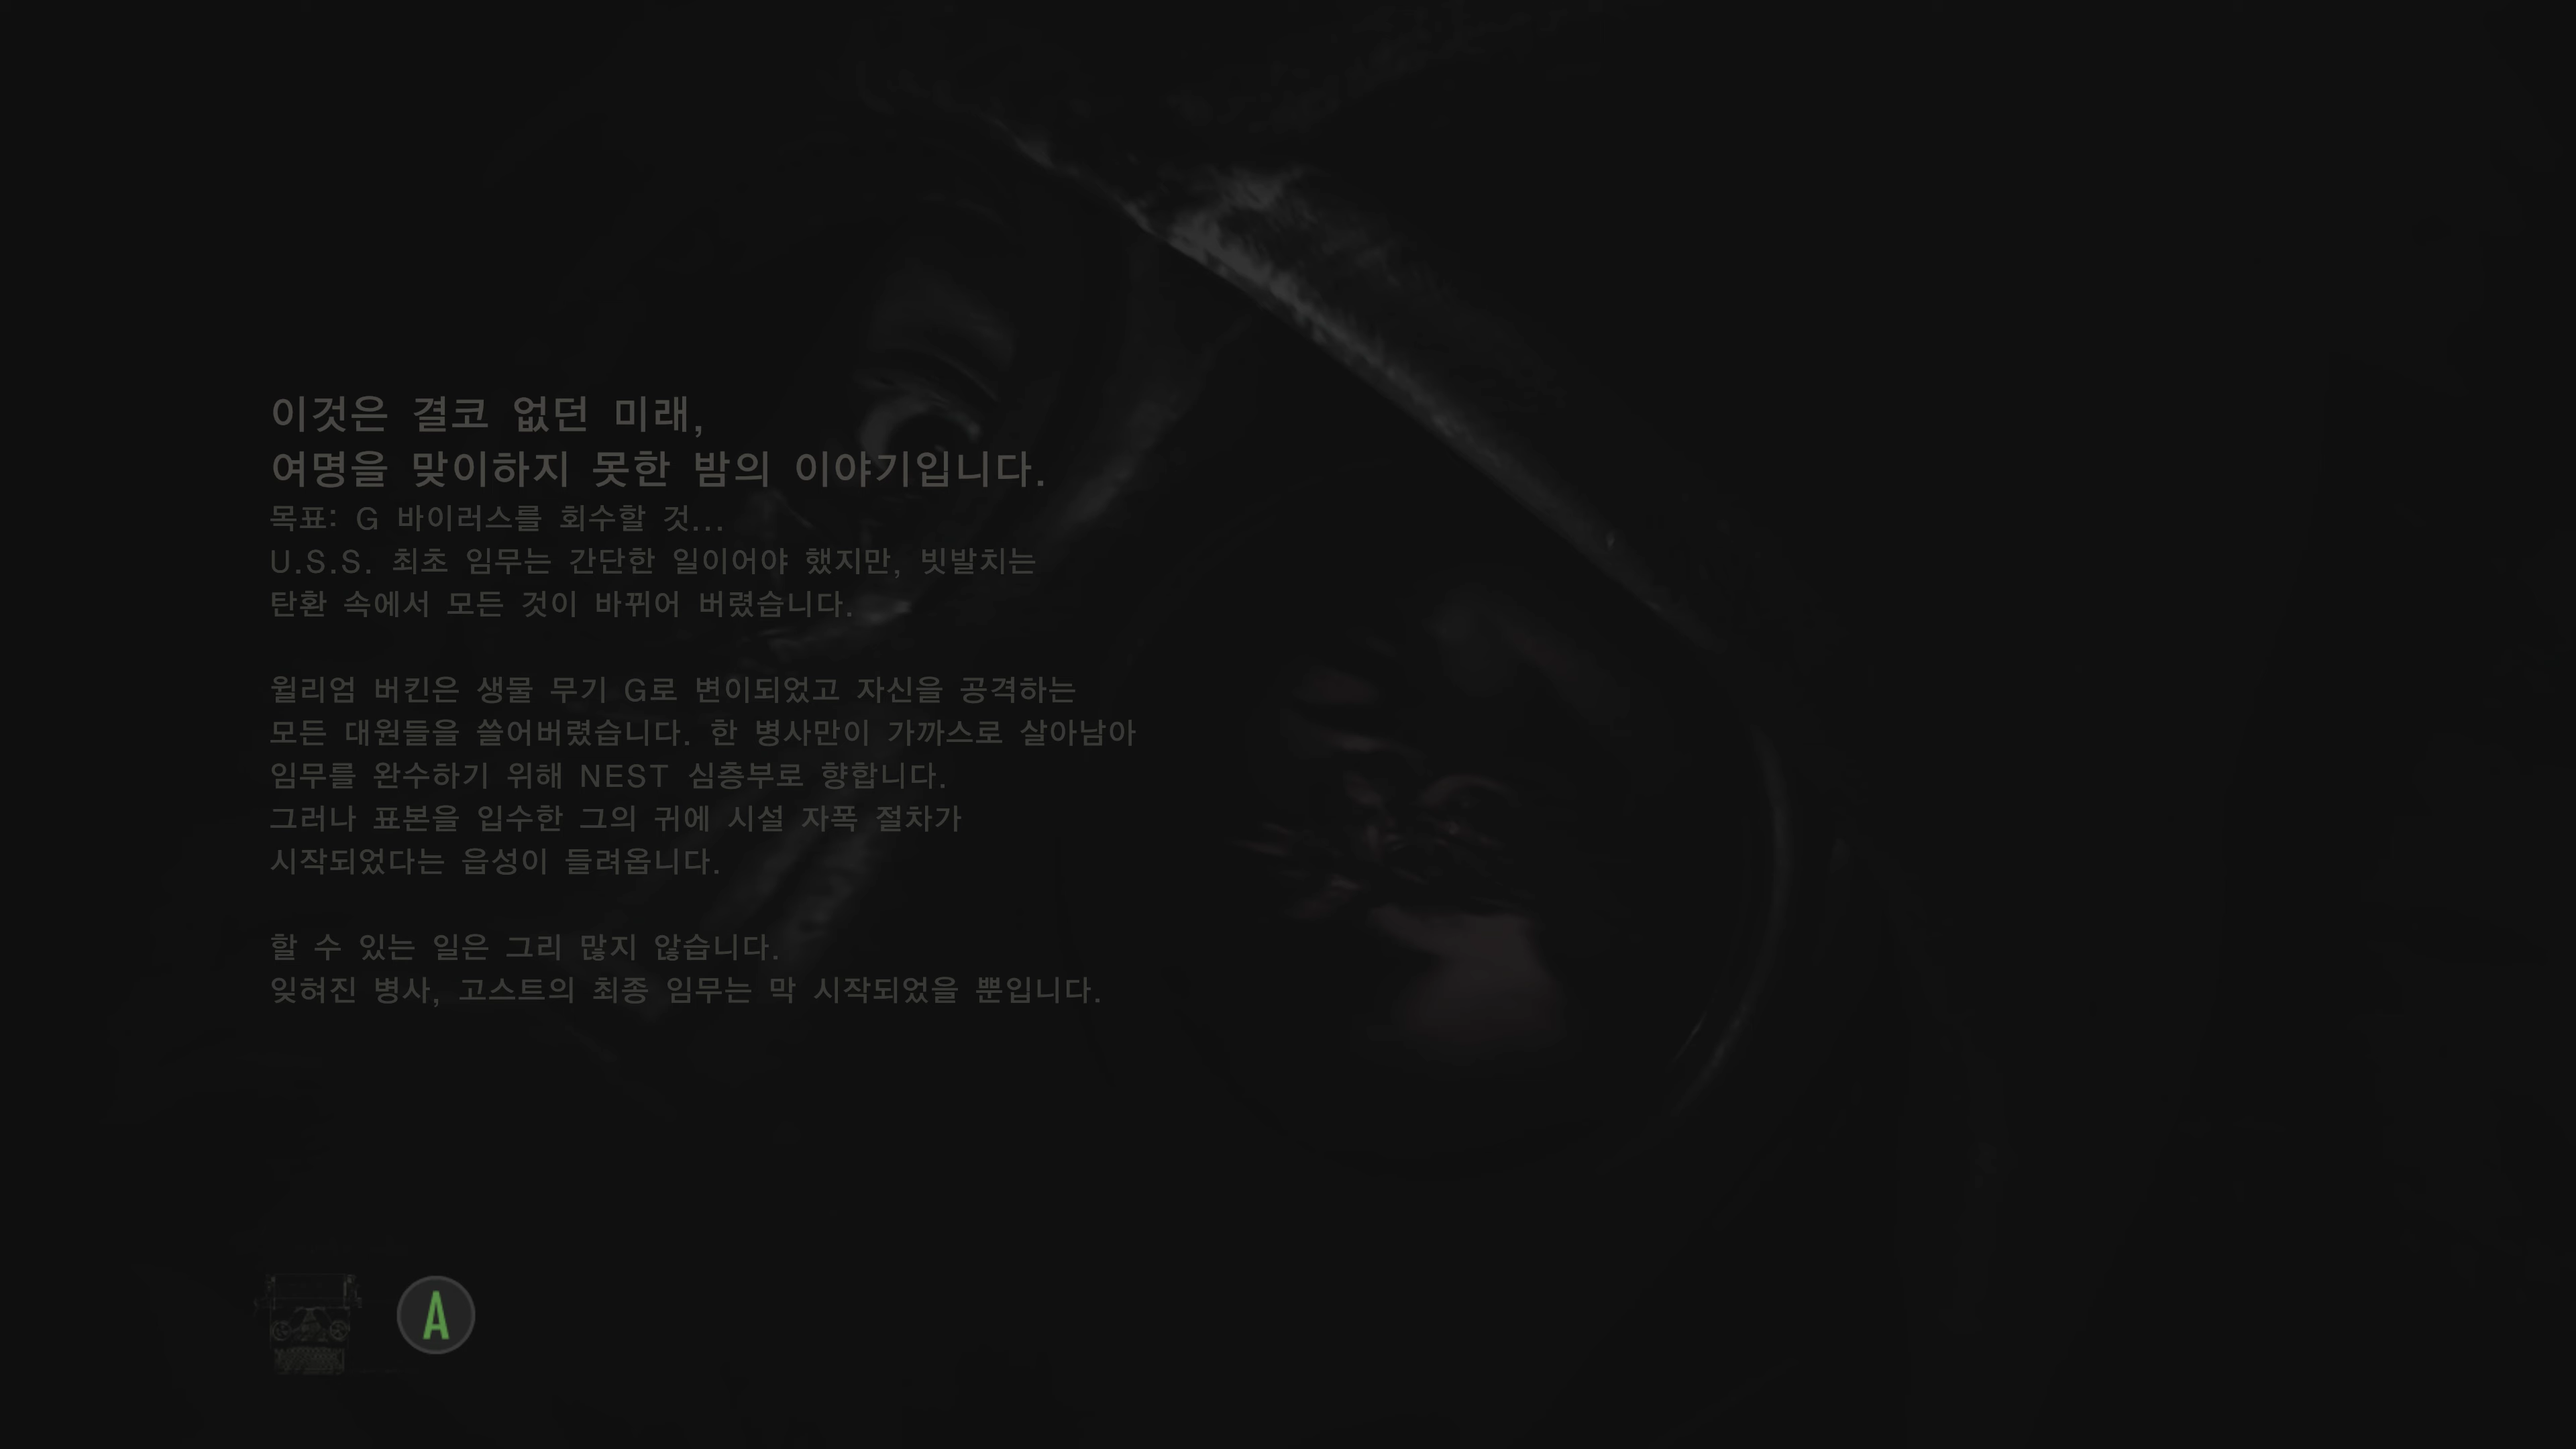 이것은 결코 없던 미래,
여명을 맞이하지 못한 밤의 이야기입니다.
목표: G 바이러스를 회수할 것...
U.S.S. 최초 임무는 간단한 일이어야 했지만, 빗발치는
탄환 속에서 모든 것이 바뀌어 버렸습니다.
윌리엄 버킨은 생물 무기 G로 변이되었고 자신을 공격하는
모든 대원들을 쓸어버렸습니다. 한 병사만이 가까스로 살아남아
임무를 완수하기 위해 NEST 심층부로 향합니다.
그러나 표본을 입수한 그의 귀에 시설 자폭 절차가
시작되었다는 음성이 들려옵니다.
할 수 있는 일은 그리 많지 않습니다.
잊혀진 병사, 고스트의 최종 임무는 막 시작되었을 뿐입니다.
A